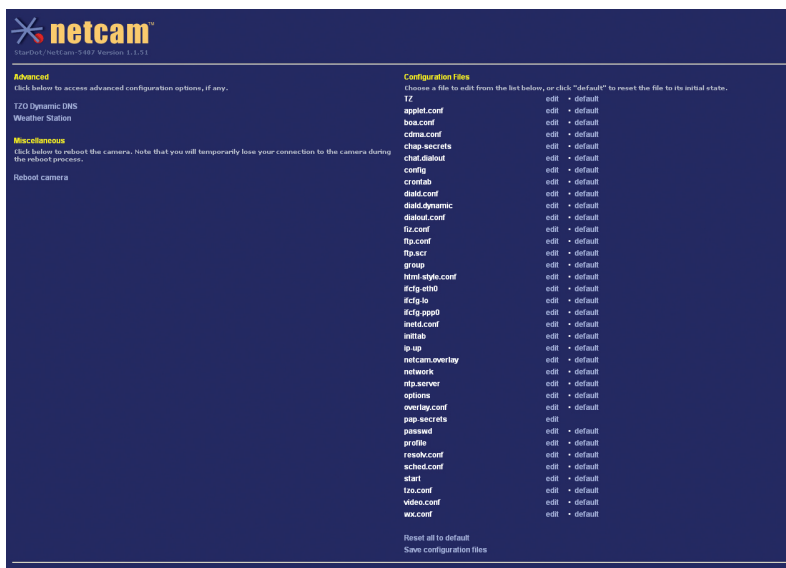 netcam™
StarDot/NetCam-5407 Version 1.1.51
Advanced
Click below to access advanced configuration options, if any.
TZO Dynamic DNS
Weather Station
Miscellaneous
Click below to reboot the camera. Note that you will temporarily lose your connection to the camera during
the reboot process.
Reboot camera
Configuration Files
Choose a file to edit from the list below, or click "default" to reset the file to its initial state.
TZ edit • default
applet.conf edit • default
boa.conf edit • default
cdma.conf edit • default
chap-secrets edit • default
chat.dialout edit • default
config edit • default
crontab edit • default
diald.conf edit • default
diald.dynamic edit • default
dialout.conf edit • default
fiz.conf edit • default
ftp.conf edit • default
ftp.scr edit • default
group edit • default
html-style.conf edit • default
ifcfg-eth0 edit • default
ifcfg-lo edit • default
ifcfg-ppp0 edit • default
inetd.conf edit • default
inittab edit • default
ip-up edit • default
netcam.overlay edit • default
network edit • default
ntp.server edit • default
options edit • default
overlay.conf edit • default
pap-secrets edit
passwd edit • default
profile edit • default
resolv.conf edit • default
sched.conf edit • default
start edit • default
tzo.conf edit • default
video.conf edit • default
wx.conf edit • default
Reset all to default
Save configuration files